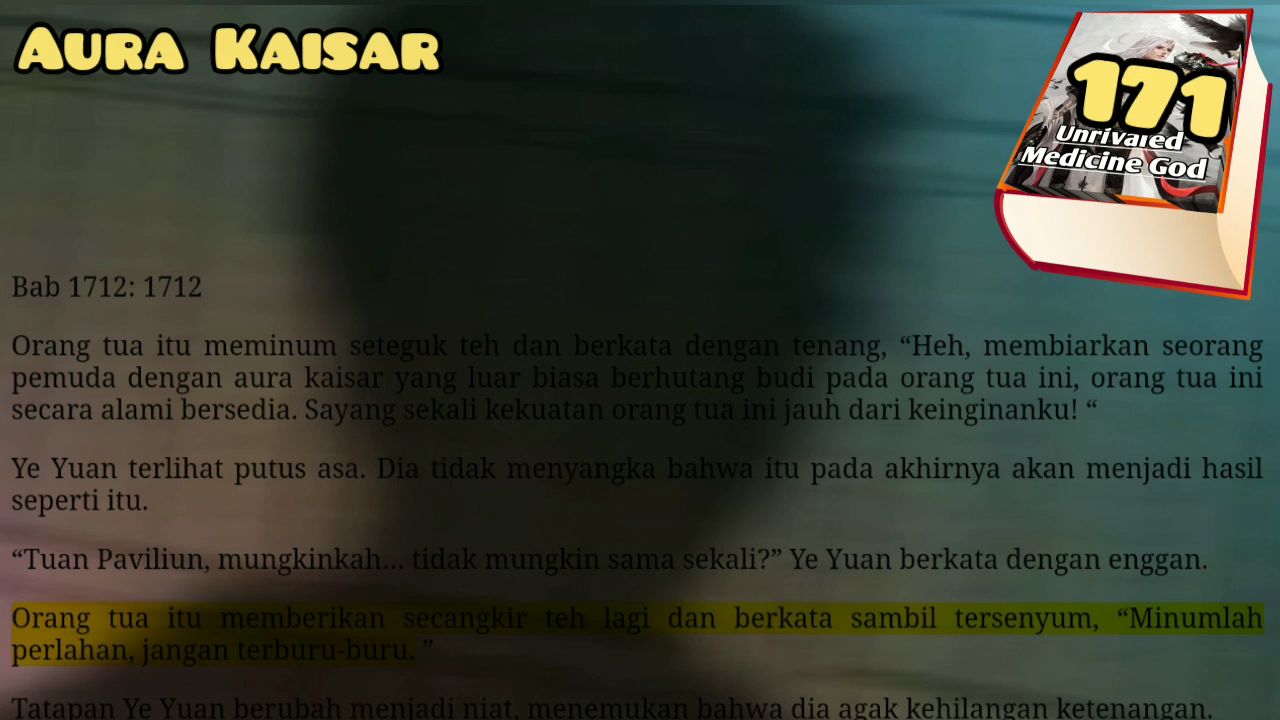 Aura Kaisar
171
Unrivaled
Medicine God
Bab 1712: 1712
Orang tua itu meminum seteguk teh dan berkata dengan tenang, “Heh, membiarkan seorang
pemuda dengan aura kaisar yang luar biasa berhutang budi pada orang tua ini, orang tua ini
secara alami bersedia. Sayang sekali kekuatan orang tua ini jauh dari keinginanku! “
Ye Yuan terlihat putus asa. Dia tidak menyangka bahwa itu pada akhirnya akan menjadi hasil
seperti itu.
“Tuan Paviliun, mungkinkah... tidak mungkin sama sekali?” Ye Yuan berkata dengan enggan.
Orang tua itu memberikan secangkir teh lagi dan berkata sambil tersenyum, “Minumlah
perlahan, jangan terburu-buru. ”
Tatapan Ye Yuan berubah menjadi niat, menemukan bahwa dia agak kehilangan ketenangan.